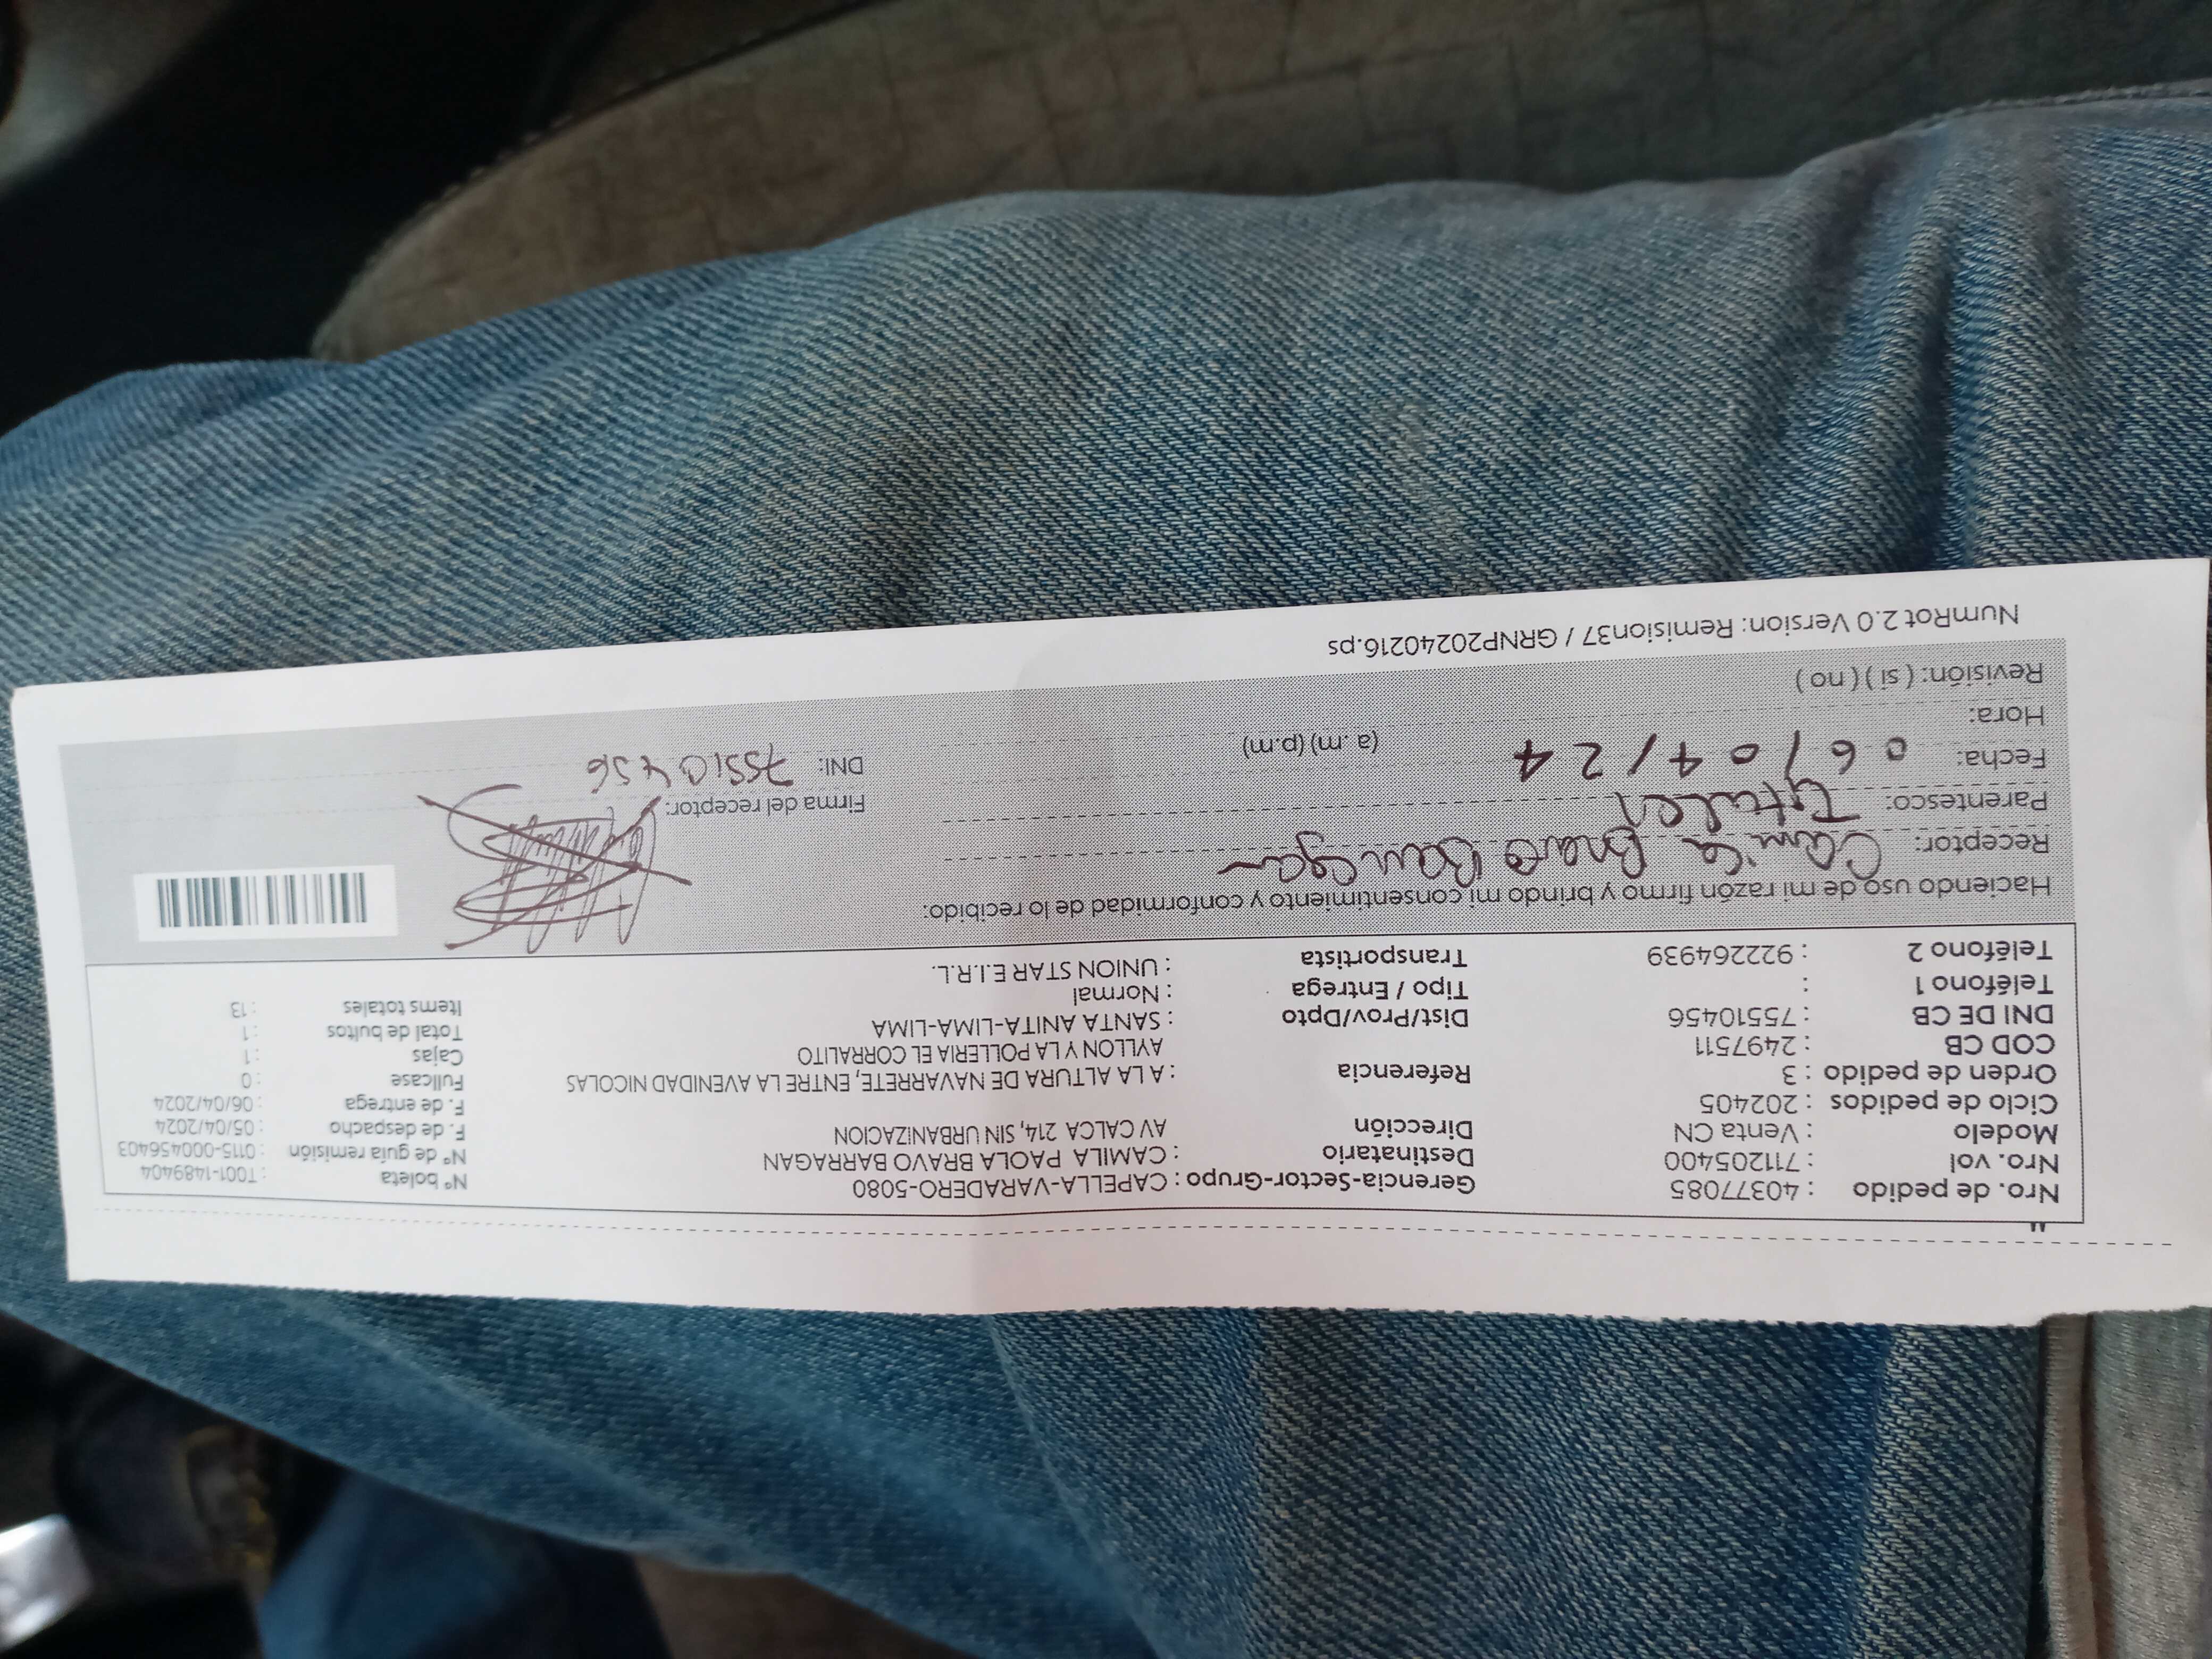 "
Nro. de pedido : 40377085 Gerencia-Sector-Grupo : CAPELLA-VARADERO-5080 N° boleta : T001-1489404
Nro. vol : 711205400 Destinatario : CAMILA PAOLA BRAVO BARRAGAN N° de guía remisión : 0115-000456403
Modelo : Venta CN Dirección AV CALCA 214, SIN URBANIZACION F. de despacho : 05/04/2024
Ciclo de pedidos : 202405 F. de entrega : 06/04/2024
Orden de pedido : 3 Referencia : A LA ALTURA DE NAVARRETE, ENTRE LA AVENIDAD NICOLAS Fullcase : 0
COD CB : 2497511 AYLLON Y LA POLLERIA EL CORRALITO Cajas : 1
DNI DE CB : 75510456 Dist/Prov/Dpto : SANTA ANITA-LIMA-LIMA Total de bultos : 1
Teléfono 1 : Tipo / Entrega : Normal Items totales : 13
Teléfono 2 : 922264939 Transportista : UNION STAR E.I.R.L.
Haciendo uso de mi razón firmo y brindo mi consentimiento y conformidad de lo recibido:
Receptor: Camila Bravo Barragan
Parentesco: Titular Firma del receptor:
Fecha: 06/04/24 (a.m) (p.m) DNI: 75510456
Hora:
Revisión: ( sí ) ( no )
NumRot 2.0 Version: Remision37 / GRNP20240216.ps